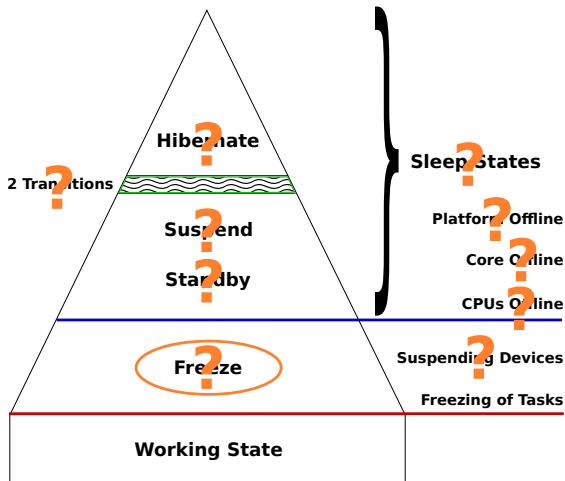 Hibernate
?
Sleep States
?
2 Transitions
?
Platform Offline
?
Suspend
?
Core Offline
?
Standby
?
CPUs Offline
?
Suspending Devices
?
Freeze
?
Freezing of Tasks
Working State